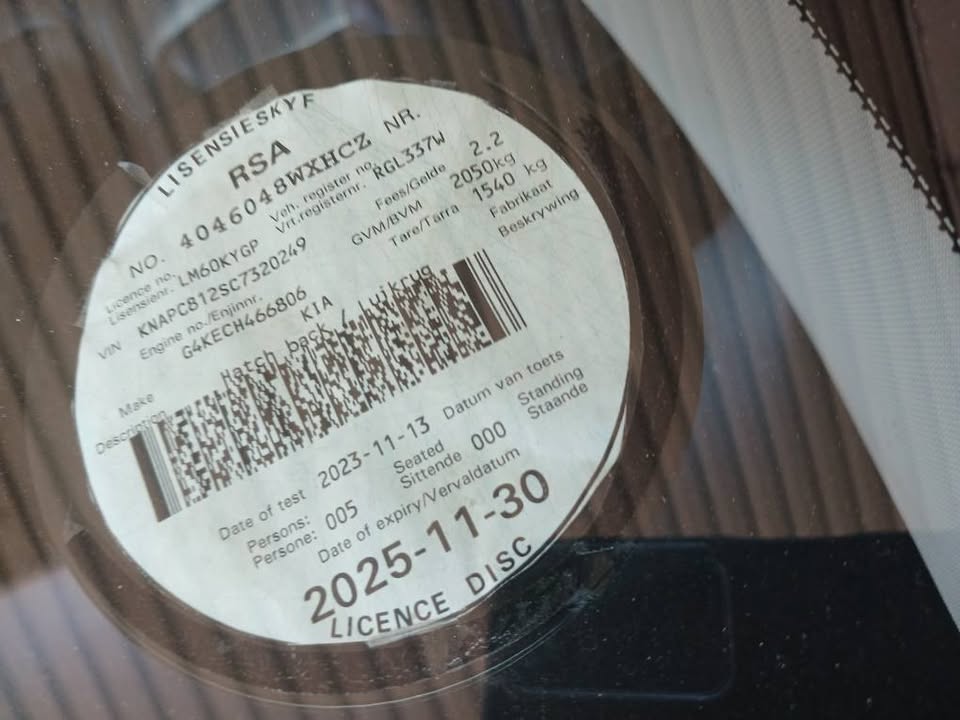 LISENSIESKYF
RSA
NO. 4046048WXHCZ NR.
Licence no. Lisensienr. LM60KYGP Veh. register no. Vrt.registernr. RGL337W
VIN KNAPC812SC7320249 Fees/Gelde 2.2
Engine no./Enjinnr. G4KECH466806 GVM/BVM 2050kg
Tare/Tarra 1540 kg
Make KIA Fabrikaat
Description Hatch back / Luikrug Beskrywing
Date of test 2023-11-13 Datum van toets
Persons: Persone: 005 Seated Sittende 000 Standing Staande
Date of expiry/Vervaldatum
2025-11-30
LICENCE DISC